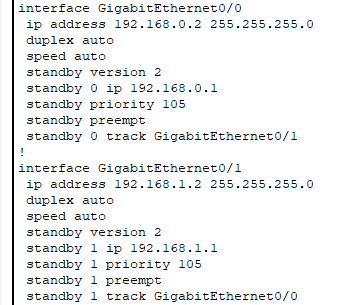 interface GigabitEthernet0/0
ip address 192.168.0.2 255.255.255.0
duplex auto
speed auto
standby version 2
standby 0 ip 192.168.0.1
standby priority 105
standby preempt
standby 0 track GigabitEthernet0/1
!
interface GigabitEthernet0/1
ip address 192.168.1.2 255.255.255.0
duplex auto
speed auto
standby version 2
standby 1 ip 192.168.1.1
standby 1 priority 105
standby 1 preempt
standby 1 track GigabitEthernet0/0